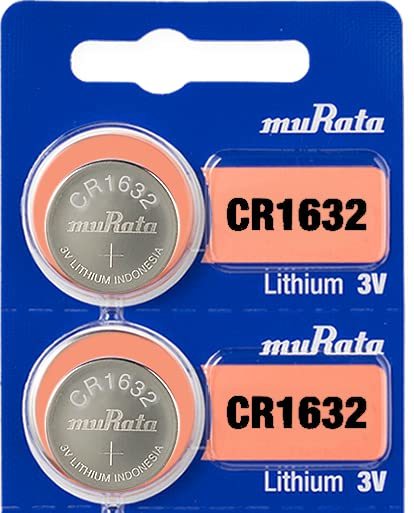 muRata
CR1632
muRata
+
3V LITHIUM INDONESIA
CR1632
Lithium 3V
muRata
CR1632
muRata
+
3V LITHIUM INDONESIA
CR1632
Lithium 3V